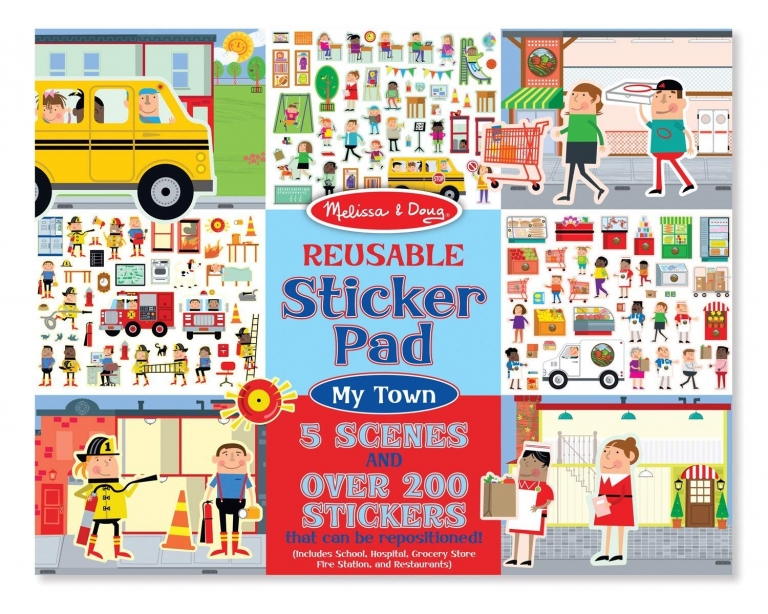 STOP
Melissa & Doug®
REUSABLE
Sticker
Pad
My Town
5 SCENES
AND
OVER 200
STICKERS
that can be repositioned!
(Includes School, Hospital, Grocery Store
Fire Station, and Restaurants)
1